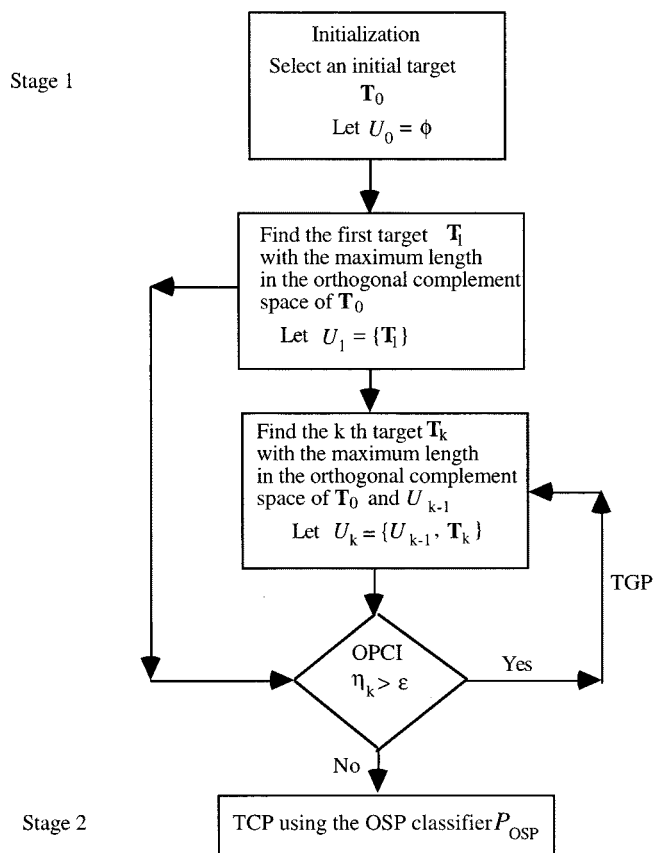 Stage 1
Initialization
Select an initial target
T₀
Let U₀ = ϕ
Find the first target T₁
with the maximum length
in the orthogonal complement
space of T₀
Let U₁ = {T₁}
Find the k th target Tₖ
with the maximum length
in the orthogonal complement
space of T₀ and Uₖ₋₁
Let Uₖ = {Uₖ₋₁, Tₖ}
TGP
OPCI
ηₖ > ε
Yes
No
Stage 2
TCP using the OSP classifier P_OSP